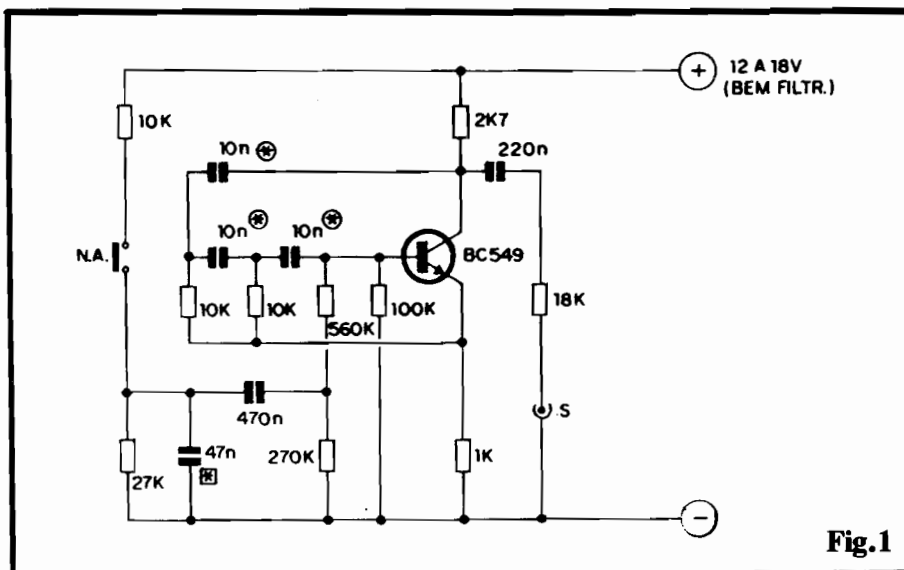 +
12 A 18V
(BEM FILTR.)
10K
2K7
220n
10n
10n
10n
N.A.
BC549
10K
10K
560K
100K
18K
S
470n
47n
27K
270K
1K
-
Fig.1